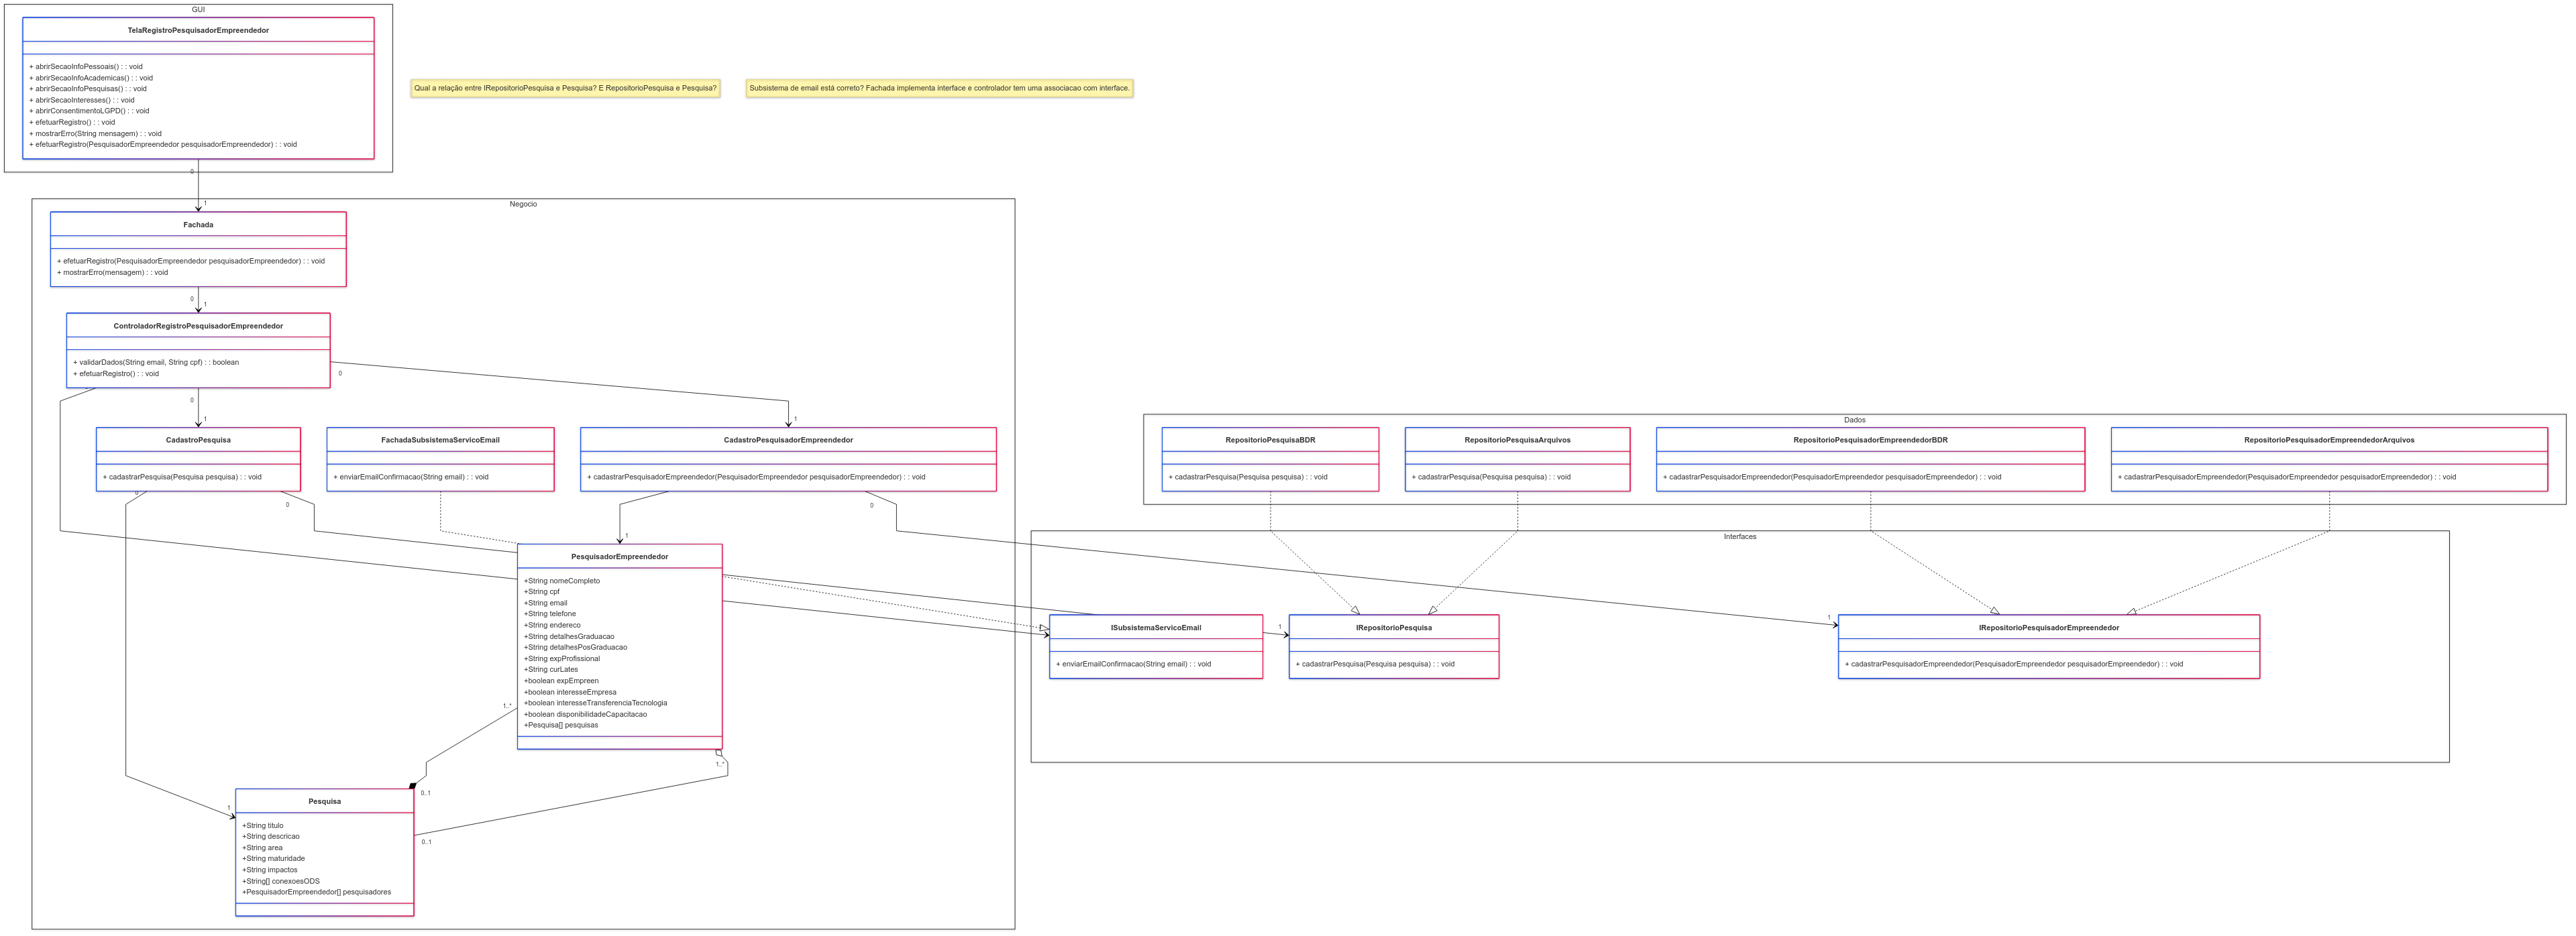 GUI
TelaRegistroPesquisadorEmpreendedor
+ abrirSecaoInfoPessoais() : : void
+ abrirSecaoInfoAcademicas() : : void
+ abrirSecaoInfoPesquisas() : : void
+ abrirSecaoInteresses() : : void
+ abrirConsentimentoLGPD() : : void
+ efetuarRegistro() : : void
+ mostrarErro(String mensagem) : : void
+ efetuarRegistro(PesquisadorEmpreendedor pesquisadorEmpreendedor) : : void
Qual a relação entre IRepositorioPesquisa e Pesquisa? E RepositorioPesquisa e Pesquisa?
Subsistema de email está correto? Fachada implementa interface e controlador tem uma associacao com interface.
0
1
Negocio
Fachada
+ efetuarRegistro(PesquisadorEmpreendedor pesquisadorEmpreendedor) : : void
+ mostrarErro(mensagem) : : void
0
1
ControladorRegistroPesquisadorEmpreendedor
+ validarDados(String email, String cpf) : : boolean
+ efetuarRegistro() : : void
0
0
1
1
CadastroPesquisa
+ cadastrarPesquisa(Pesquisa pesquisa) : : void
FachadaSubsistemaServicoEmail
+ enviarEmailConfirmacao(String email) : : void
CadastroPesquisadorEmpreendedor
+ cadastrarPesquisadorEmpreendedor(PesquisadorEmpreendedor pesquisadorEmpreendedor) : : void
0
0
0
1
PesquisadorEmpreendedor
+String nomeCompleto
+String cpf
+String email
+String telefone
+String endereco
+String detalhesGraduacao
+String detalhesPosGraduacao
+String expProfissional
+String curLates
+boolean expEmpreen
+boolean interesseEmpresa
+boolean interesseTransferenciaTecnologia
+boolean disponibilidadeCapacitacao
+Pesquisa[] pesquisas
1..*
1..*
0..1
0..1
1
Pesquisa
+String titulo
+String descricao
+String area
+String maturidade
+String impactos
+String[] conexoesODS
+PesquisadorEmpreendedor[] pesquisadores
Dados
RepositorioPesquisaBDR
+ cadastrarPesquisa(Pesquisa pesquisa) : : void
RepositorioPesquisaArquivos
+ cadastrarPesquisa(Pesquisa pesquisa) : : void
RepositorioPesquisadorEmpreendedorBDR
+ cadastrarPesquisadorEmpreendedor(PesquisadorEmpreendedor pesquisadorEmpreendedor) : : void
RepositorioPesquisadorEmpreendedorArquivos
+ cadastrarPesquisadorEmpreendedor(PesquisadorEmpreendedor pesquisadorEmpreendedor) : : void
Interfaces
ISubsistemaServicoEmail
+ enviarEmailConfirmacao(String email) : : void
1
IRepositorioPesquisa
+ cadastrarPesquisa(Pesquisa pesquisa) : : void
1
IRepositorioPesquisadorEmpreendedor
+ cadastrarPesquisadorEmpreendedor(PesquisadorEmpreendedor pesquisadorEmpreendedor) : : void